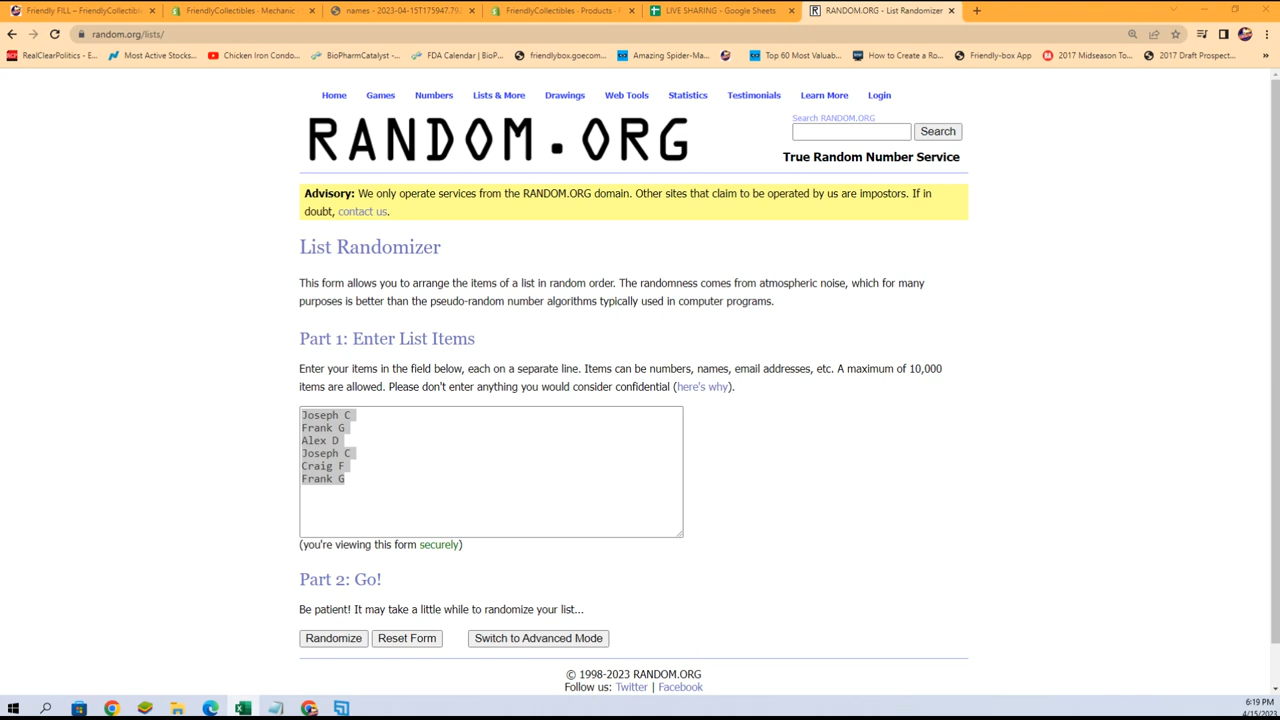 Friendly FILL – FriendlyCollectibl
FriendlyCollectibles · Mechanic
names - 2023-04-15T175947.79
FriendlyCollectibles · Products · F
LIVE SHARING - Google Sheets
RANDOM.ORG - List Randomizer
random.org/lists/
RealClearPolitics - E...
Most Active Stocks...
Chicken Iron Condo...
BioPharmCatalyst -...
FDA Calendar | BioP...
friendlybox.goecom...
Amazing Spider-Ma...
Top 60 Most Valuab...
How to Create a Ro...
Friendly-box App
2017 Midseason To...
2017 Draft Prospect...
»
Home Games Numbers Lists & More Drawings Web Tools Statistics Testimonials Learn More Login
RANDOM.ORG
Search RANDOM.ORG
Search
True Random Number Service
Advisory: We only operate services from the RANDOM.ORG domain. Other sites that claim to be operated by us are impostors. If in
doubt, contact us.
List Randomizer
This form allows you to arrange the items of a list in random order. The randomness comes from atmospheric noise, which for many
purposes is better than the pseudo-random number algorithms typically used in computer programs.
Part 1: Enter List Items
Enter your items in the field below, each on a separate line. Items can be numbers, names, email addresses, etc. A maximum of 10,000
items are allowed. Please don't enter anything you would consider confidential (here's why).
Joseph C
Frank G
Alex D
Joseph C
Craig F
Frank G
(you're viewing this form securely)
Part 2: Go!
Be patient! It may take a little while to randomize your list...
Randomize Reset Form Switch to Advanced Mode
© 1998-2023 RANDOM.ORG
Follow us: Twitter | Facebook
6:19 PM
4/15/2023